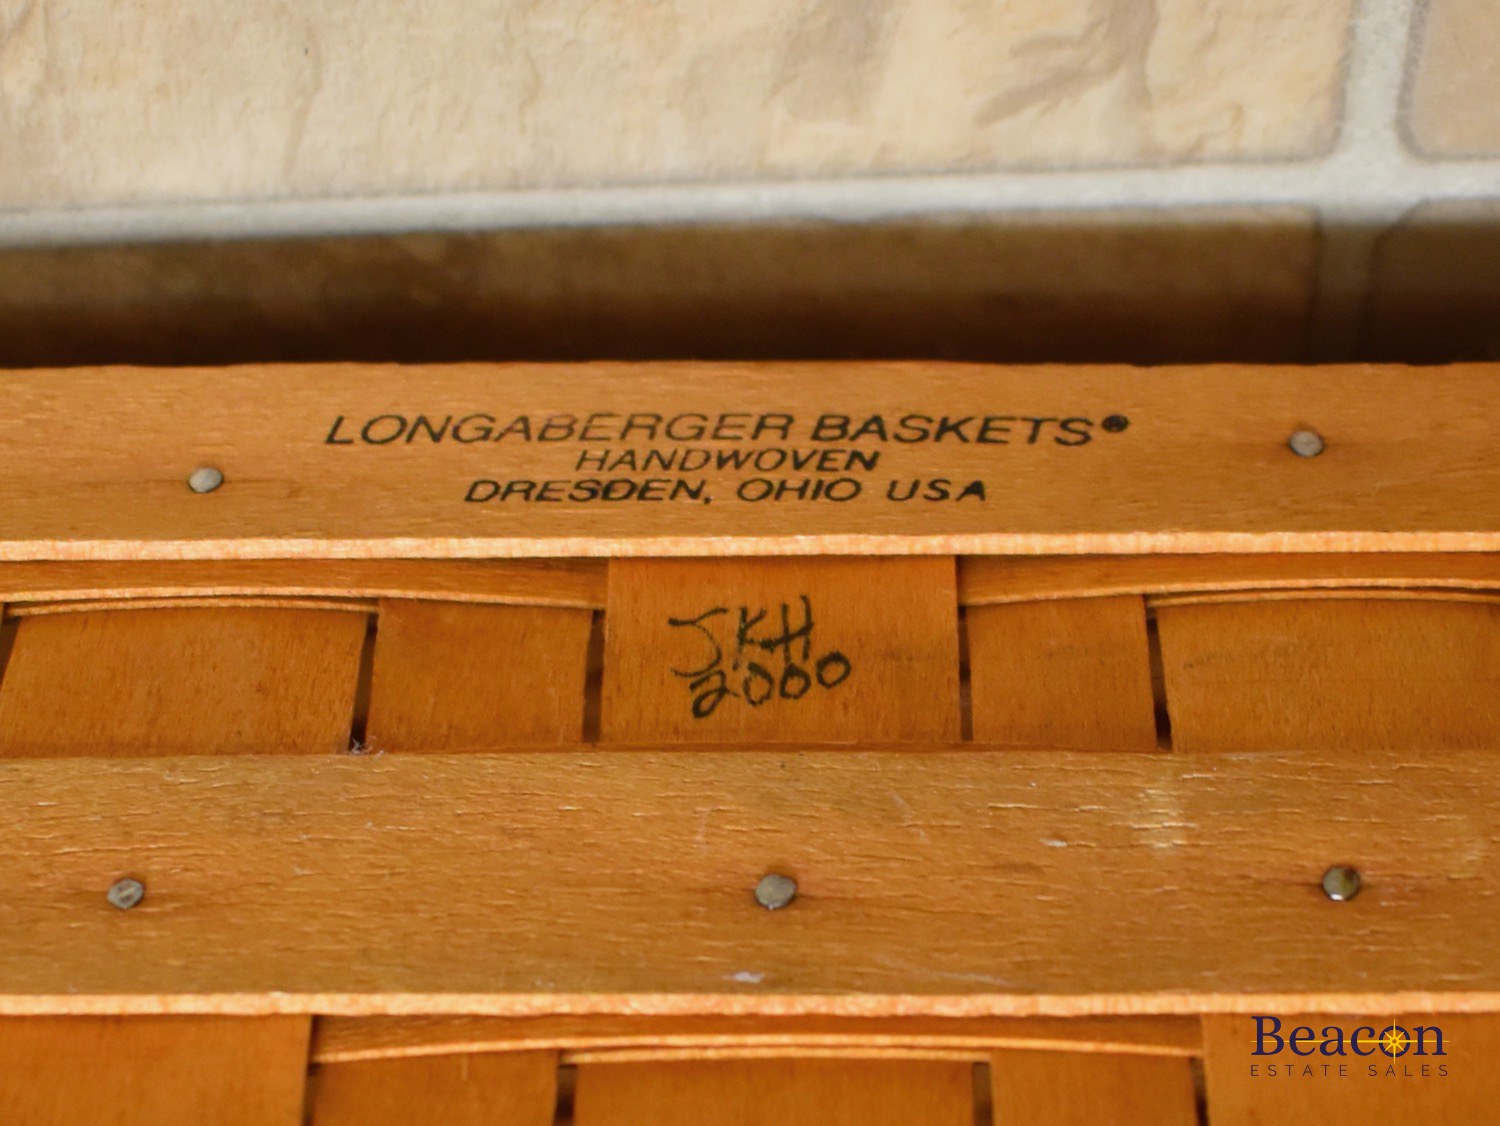 LONGABERGER BASKETS®
HANDWOVEN
DRESDEN, OHIO USA
JKH
2000
Beacon
ESTATE SALES